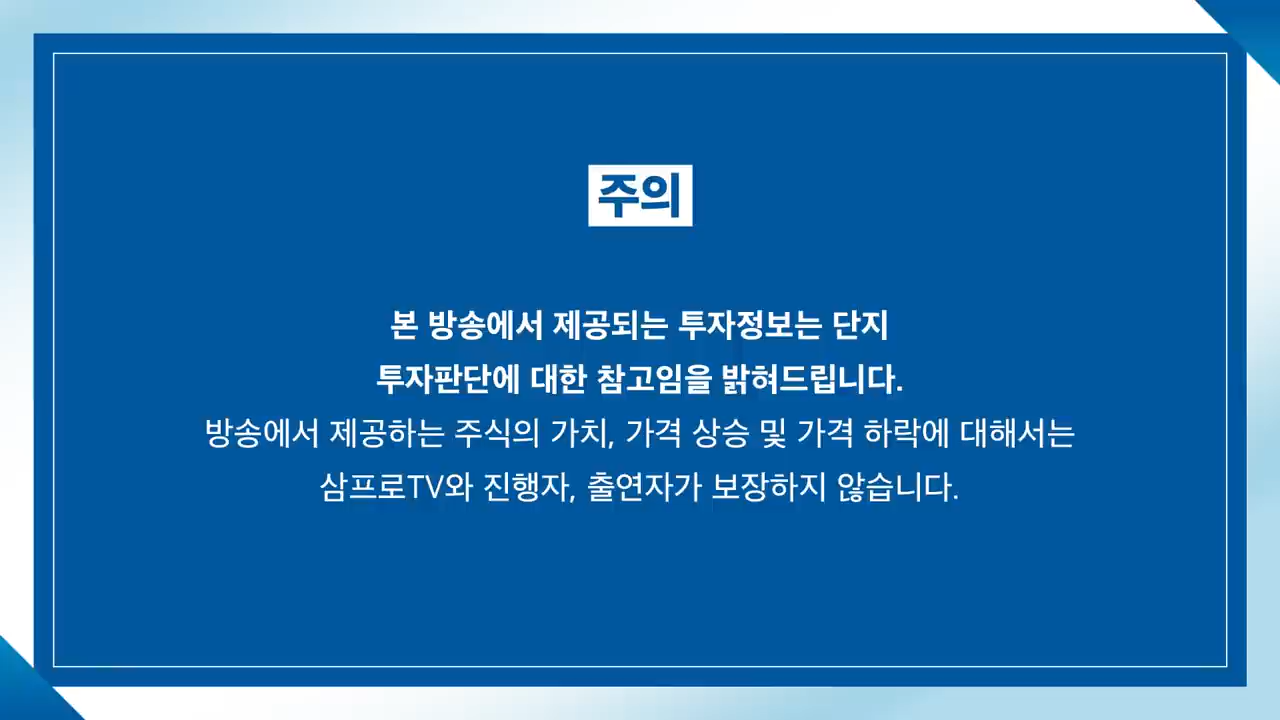 주의
본 방송에서 제공되는 투자정보는 단지
투자판단에 대한 참고임을 밝혀드립니다.
방송에서 제공하는 주식의 가치, 가격 상승 및 가격 하락에 대해서는
삼프로TV와 진행자, 출연자가 보장하지 않습니다.